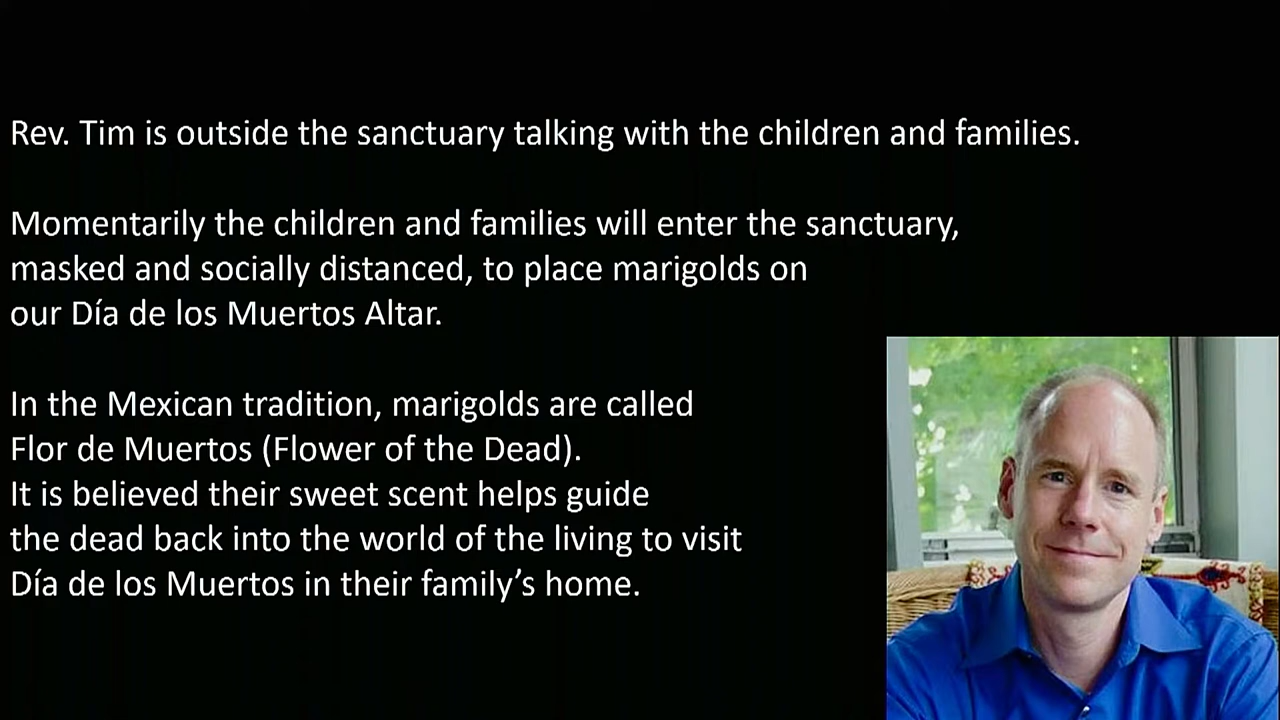 Rev. Tim is outside the sanctuary talking with the children and families.
Momentarily the children and families will enter the sanctuary,
masked and socially distanced, to place marigolds on
our Día de los Muertos Altar.
In the Mexican tradition, marigolds are called
Flor de Muertos (Flower of the Dead).
It is believed their sweet scent helps guide
the dead back into the world of the living to visit
Día de los Muertos in their family’s home.